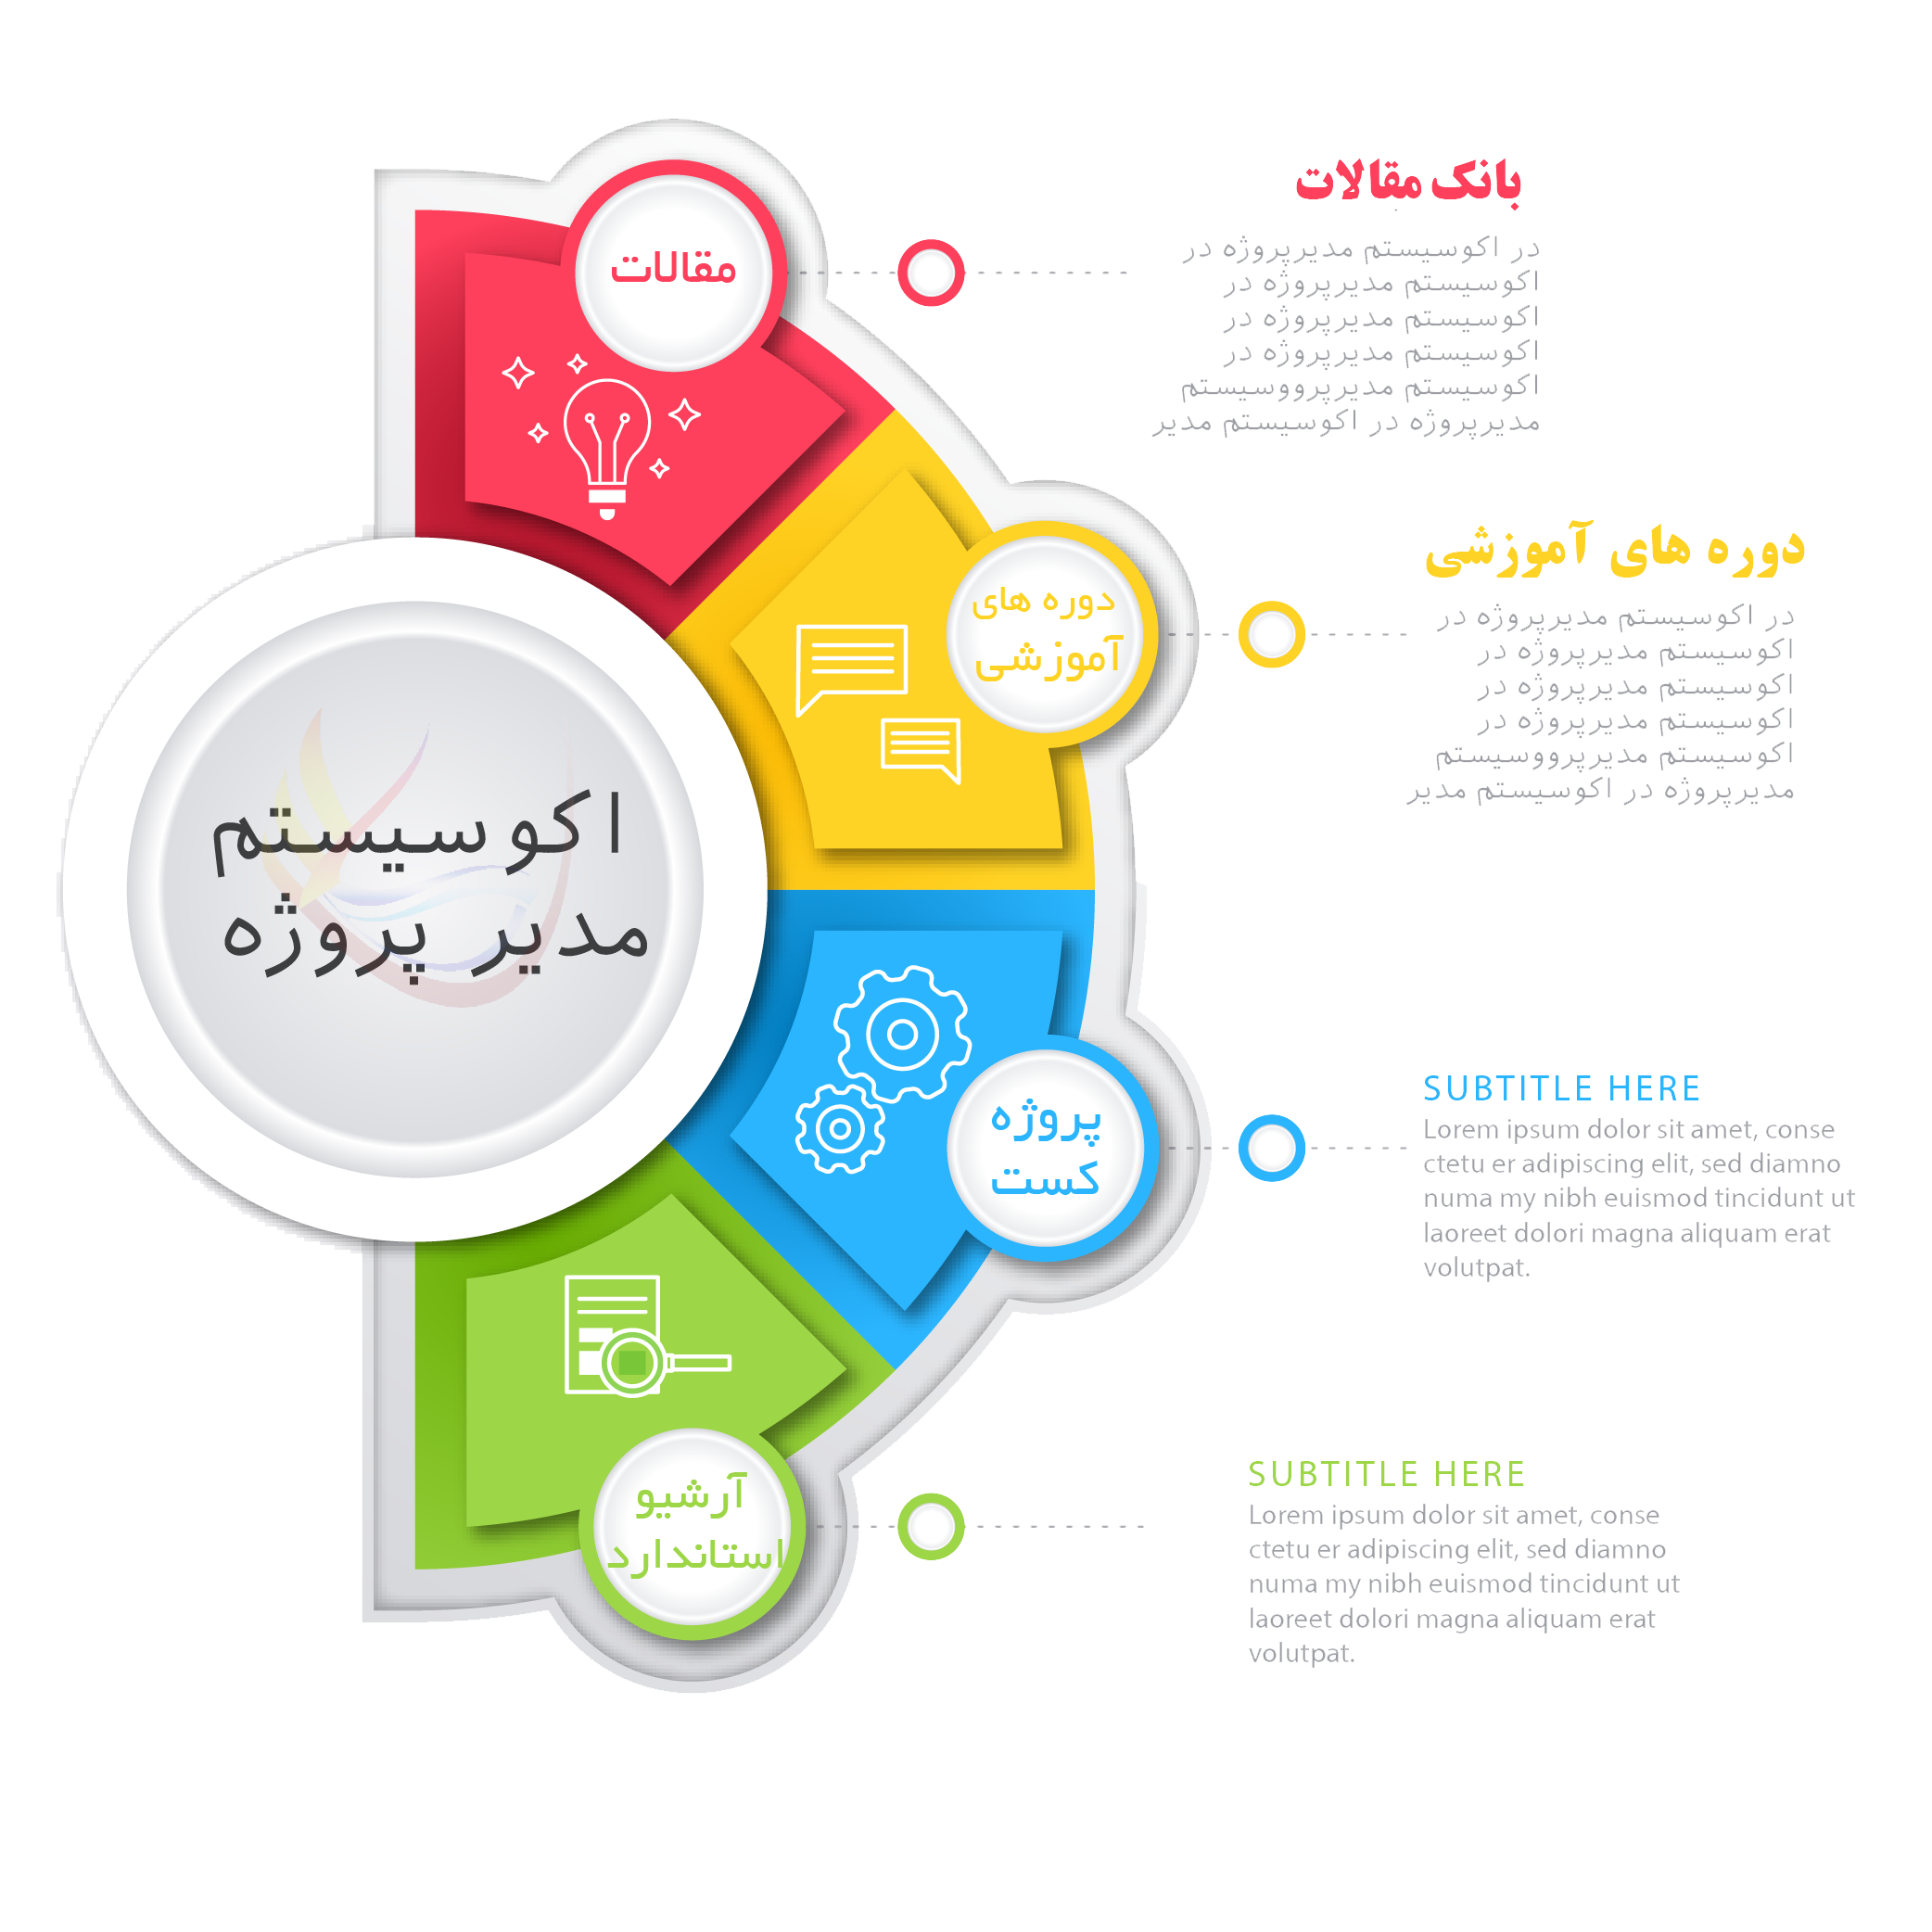 اکوسیستم
مدیر پروژه
مقالات
بانک مقالات
در اکوسیستم مدیرپروژه در
اکوسیستم مدیرپروژه در
اکوسیستم مدیرپروژه در
اکوسیستم مدیرپروژه در
اکوسیستم مدیرپرووسیستم
مدیرپروژه در اکوسیستم مدیر
دوره های
آموزشی
دوره های آموزشی
در اکوسیستم مدیرپروژه در
اکوسیستم مدیرپروژه در
اکوسیستم مدیرپروژه در
اکوسیستم مدیرپروژه در
اکوسیستم مدیرپرووسیستم
مدیرپروژه در اکوسیستم مدیر
پروژه
کست
SUBTITLE HERE
Lorem ipsum dolor sit amet, conse
ctetu er adipiscing elit, sed diamno
numa my nibh euismod tincidunt ut
laoreet dolori magna aliquam erat
volutpat.
آرشیو
استاندارد
SUBTITLE HERE
Lorem ipsum dolor sit amet, conse
ctetu er adipiscing elit, sed diamno
numa my nibh euismod tincidunt ut
laoreet dolori magna aliquam erat
volutpat.